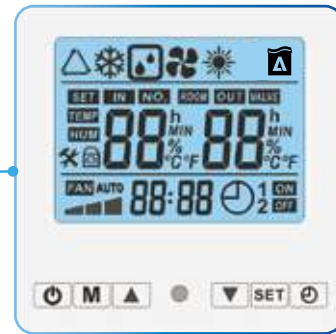 SET IN NO. ROOM OUT VALVE
TEMP 88 h 88 h
HUM MIN MIN
% %
°C °F °C °F
FAN AUTO 88:88 1 ON
2 OFF
M SET